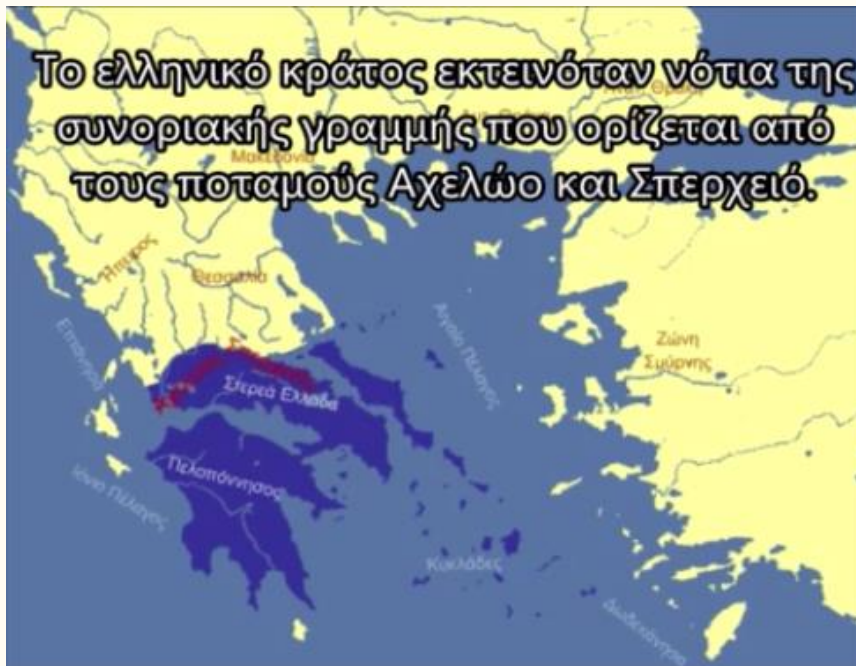 Το ελληνικό κράτος εκτεινόταν νότια της
συνοριακής γραμμής που ορίζεται από
τους ποταμούς Αχελώο και Σπερχειό.
Μακεδονία
Ήπειρος
Θεσσαλία
Αιγαίο Πέλαγος
Ζώνη
Σμύρνης
Επτάνησα
Στερεά Ελλάδα
Πελοπόννησος
Ιόνιο Πέλαγος
Κυκλάδες
Δωδεκάνησα